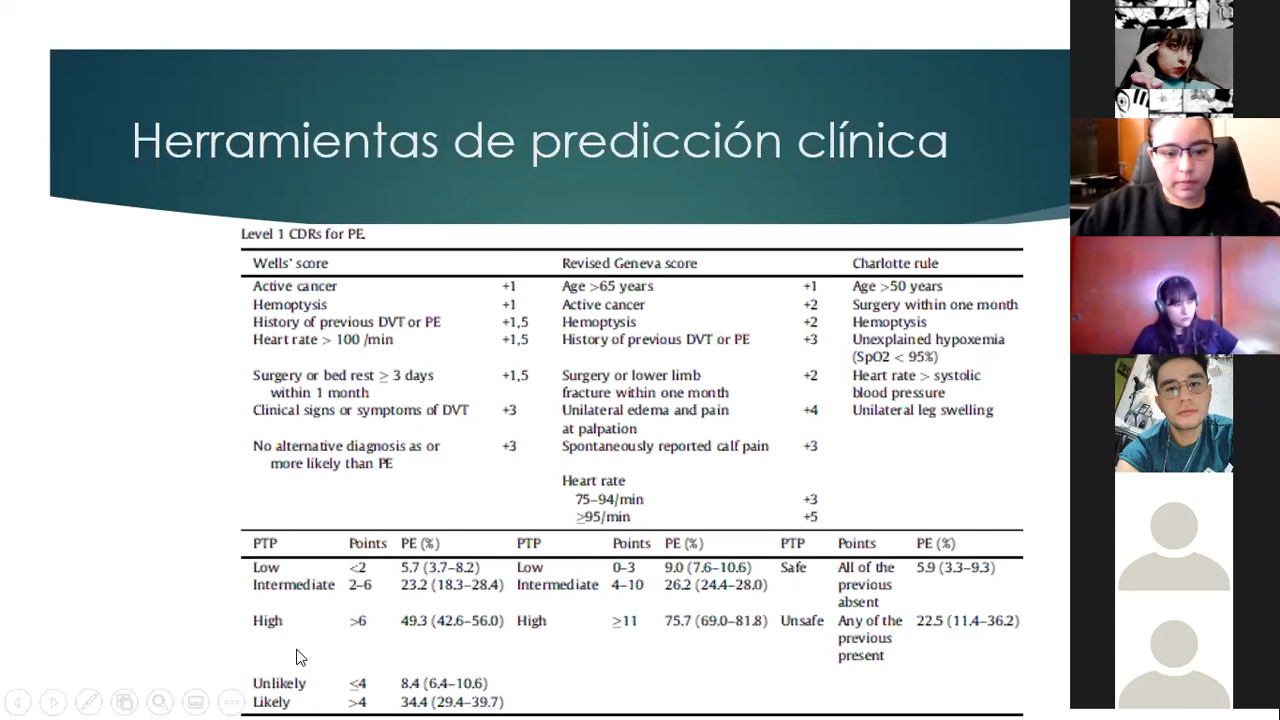 Herramientas de predicción clínica
Level 1 CDRs for PE.
Wells' score Revised Geneva score Charlotte rule
Active cancer +1 Age >65 years +1 Age >50 years
Hemoptysis +1 Active cancer +2 Surgery within one month
History of previous DVT or PE +1,5 Hemoptysis +2 Hemoptysis
Heart rate > 100 /min +1,5 History of previous DVT or PE +3 Unexplained hypoxemia
(SpO2 < 95%)
Surgery or bed rest ≥ 3 days +1,5 Surgery or lower limb +2 Heart rate > systolic
within 1 month fracture within one month blood pressure
Clinical signs or symptoms of DVT +3 Unilateral edema and pain +4 Unilateral leg swelling
at palpation
No alternative diagnosis as or +3 Spontaneously reported calf pain +3
more likely than PE
Heart rate
75–94/min +3
≥95/min +5
PTP Points PE (%) PTP Points PE (%) PTP Points PE (%)
Low <2 5.7 (3.7–8.2) Low 0–3 9.0 (7.6–10.6) Safe All of the 5.9 (3.3–9.3)
Intermediate 2–6 23.2 (18.3–28.4) Intermediate 4–10 26.2 (24.4–28.0) previous
absent
High >6 49.3 (42.6–56.0) High ≥11 75.7 (69.0–81.8) Unsafe Any of the 22.5 (11.4–36.2)
previous
present
Unlikely ≤4 8.4 (6.4–10.6)
Likely >4 34.4 (29.4–39.7)